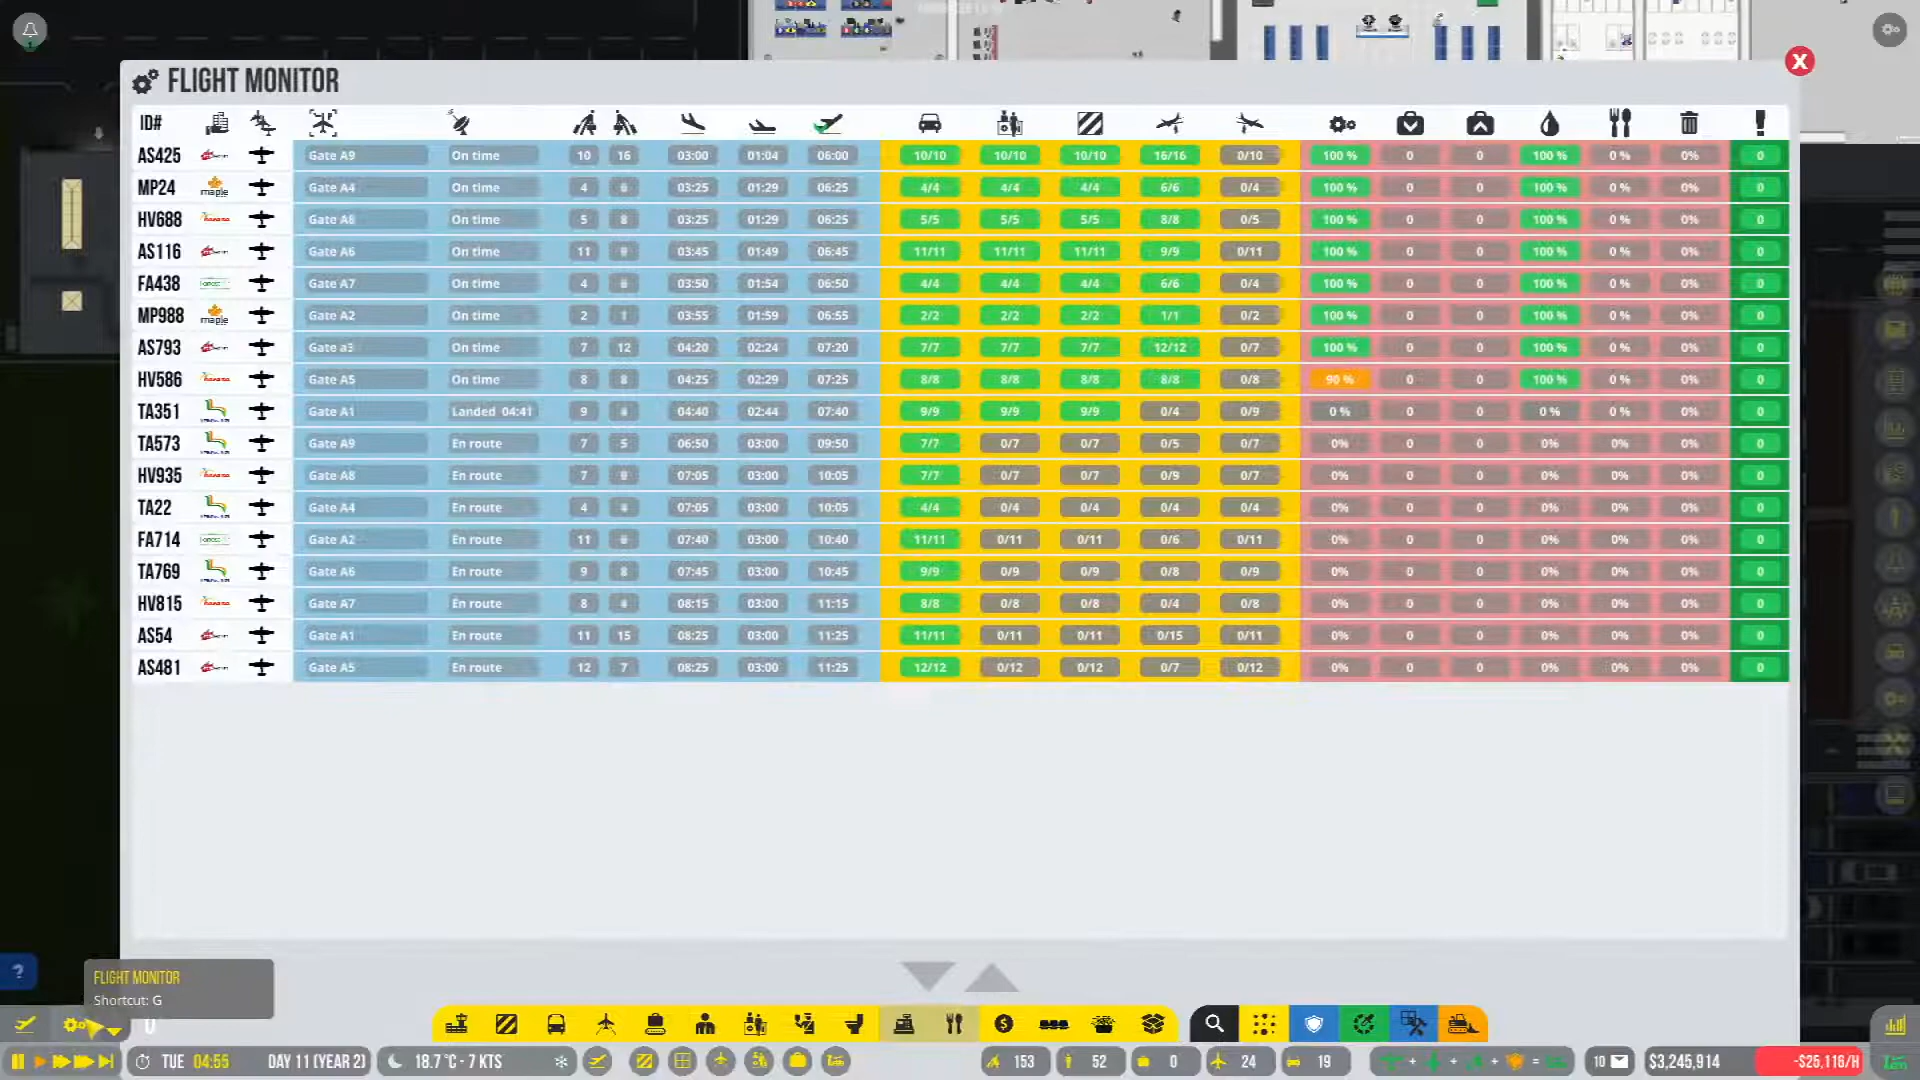 FLIGHT MONITOR
ID#
AS425 Gate A9 On time 10 16 03:00 01:04 06:00 10/10 10/10 10/10 16/16 0/10 100 % 0 0 100 % 0 % 0% 0
MP24 maple Gate A4 On time 4 03:25 01:29 06:25 4/4 4/4 4/4 6/6 0/4 100 % 0 0 100 % 0 % 0% 0
HV688 Gate A8 On time 5 8 03:25 01:29 06:25 5/5 5/5 5/5 8/8 0/5 100 % 0 0 100 % 0 % 0% 0
AS116 Gate A6 On time 11 03:45 01:49 06:45 11/11 11/11 11/11 9/9 0/11 100 % 0 0 100 % 0 % 0% 0
FA438 Gate A7 On time 4 03:50 01:54 06:50 4/4 4/4 4/4 6/6 0/4 100 % 0 0 100 % 0 % 0% 0
MP988 maple Gate A2 On time 2 1 03:55 01:59 06:55 2/2 2/2 2/2 1/1 0/2 100 % 0 0 100 % 0 % 0% 0
AS793 Gate a3 On time 7 12 04:20 02:24 07:20 7/7 7/7 7/7 12/12 0/7 100 % 0 0 100 % 0 % 0% 0
HV586 Gate A5 On time 8 8 04:25 02:29 07:25 8/8 8/8 8/8 8/8 0/8 90 % 0 0 100 % 0 % 0% 0
TA351 Gate A1 Landed 04:41 9 04:40 02:44 07:40 9/9 9/9 9/9 0/4 0/9 0 % 0 0 0 % 0 % 0% 0
TA573 Gate A9 En route 7 5 06:50 03:00 09:50 7/7 0/7 0/7 0/5 0/7 0% 0 0 0% 0% 0% 0
HV935 Gate A8 En route 7 07:05 03:00 10:05 7/7 0/7 0/7 0/9 0/7 0% 0 0 0% 0% 0% 0
TA22 Gate A4 En route 4 07:05 03:00 10:05 4/4 0/4 0/4 0/4 0/4 0% 0 0 0% 0% 0% 0
FA714 Gate A2 En route 11 07:40 03:00 10:40 11/11 0/11 0/11 0/6 0/11 0% 0 0 0% 0% 0% 0
TA769 Gate A6 En route 9 8 07:45 03:00 10:45 9/9 0/9 0/9 0/8 0/9 0% 0 0 0% 0% 0% 0
HV815 Gate A7 En route 8 08:15 03:00 11:15 8/8 0/8 0/8 0/4 0/8 0% 0 0 0% 0% 0% 0
AS54 Gate A1 En route 11 15 08:25 03:00 11:25 11/11 0/11 0/11 0/15 0/11 0% 0 0 0% 0% 0% 0
AS481 Gate A5 En route 12 7 08:25 03:00 11:25 12/12 0/12 0/12 0/7 0/12 0% 0 0 0% 0% 0% 0
FLIGHT MONITOR
Shortcut: G
TUE 04:55 DAY 11 (YEAR 2) 18.7 °C - 7 KTS 153 52 0 24 19 + + + = 10 $3,245,914 -$25,116/H